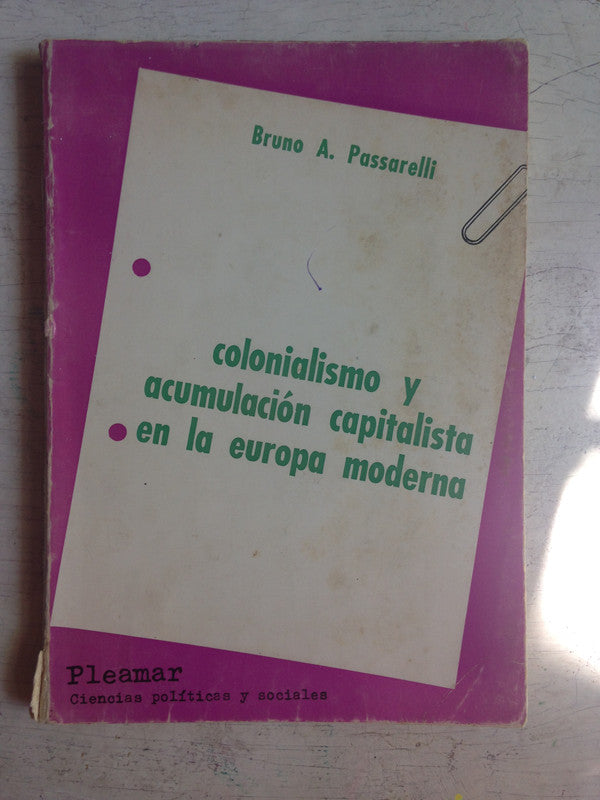 Bruno A. Passarelli
colonialismo y
acumulación capitalista
en la europa moderna
Pleamar
Ciencias políticas y sociales